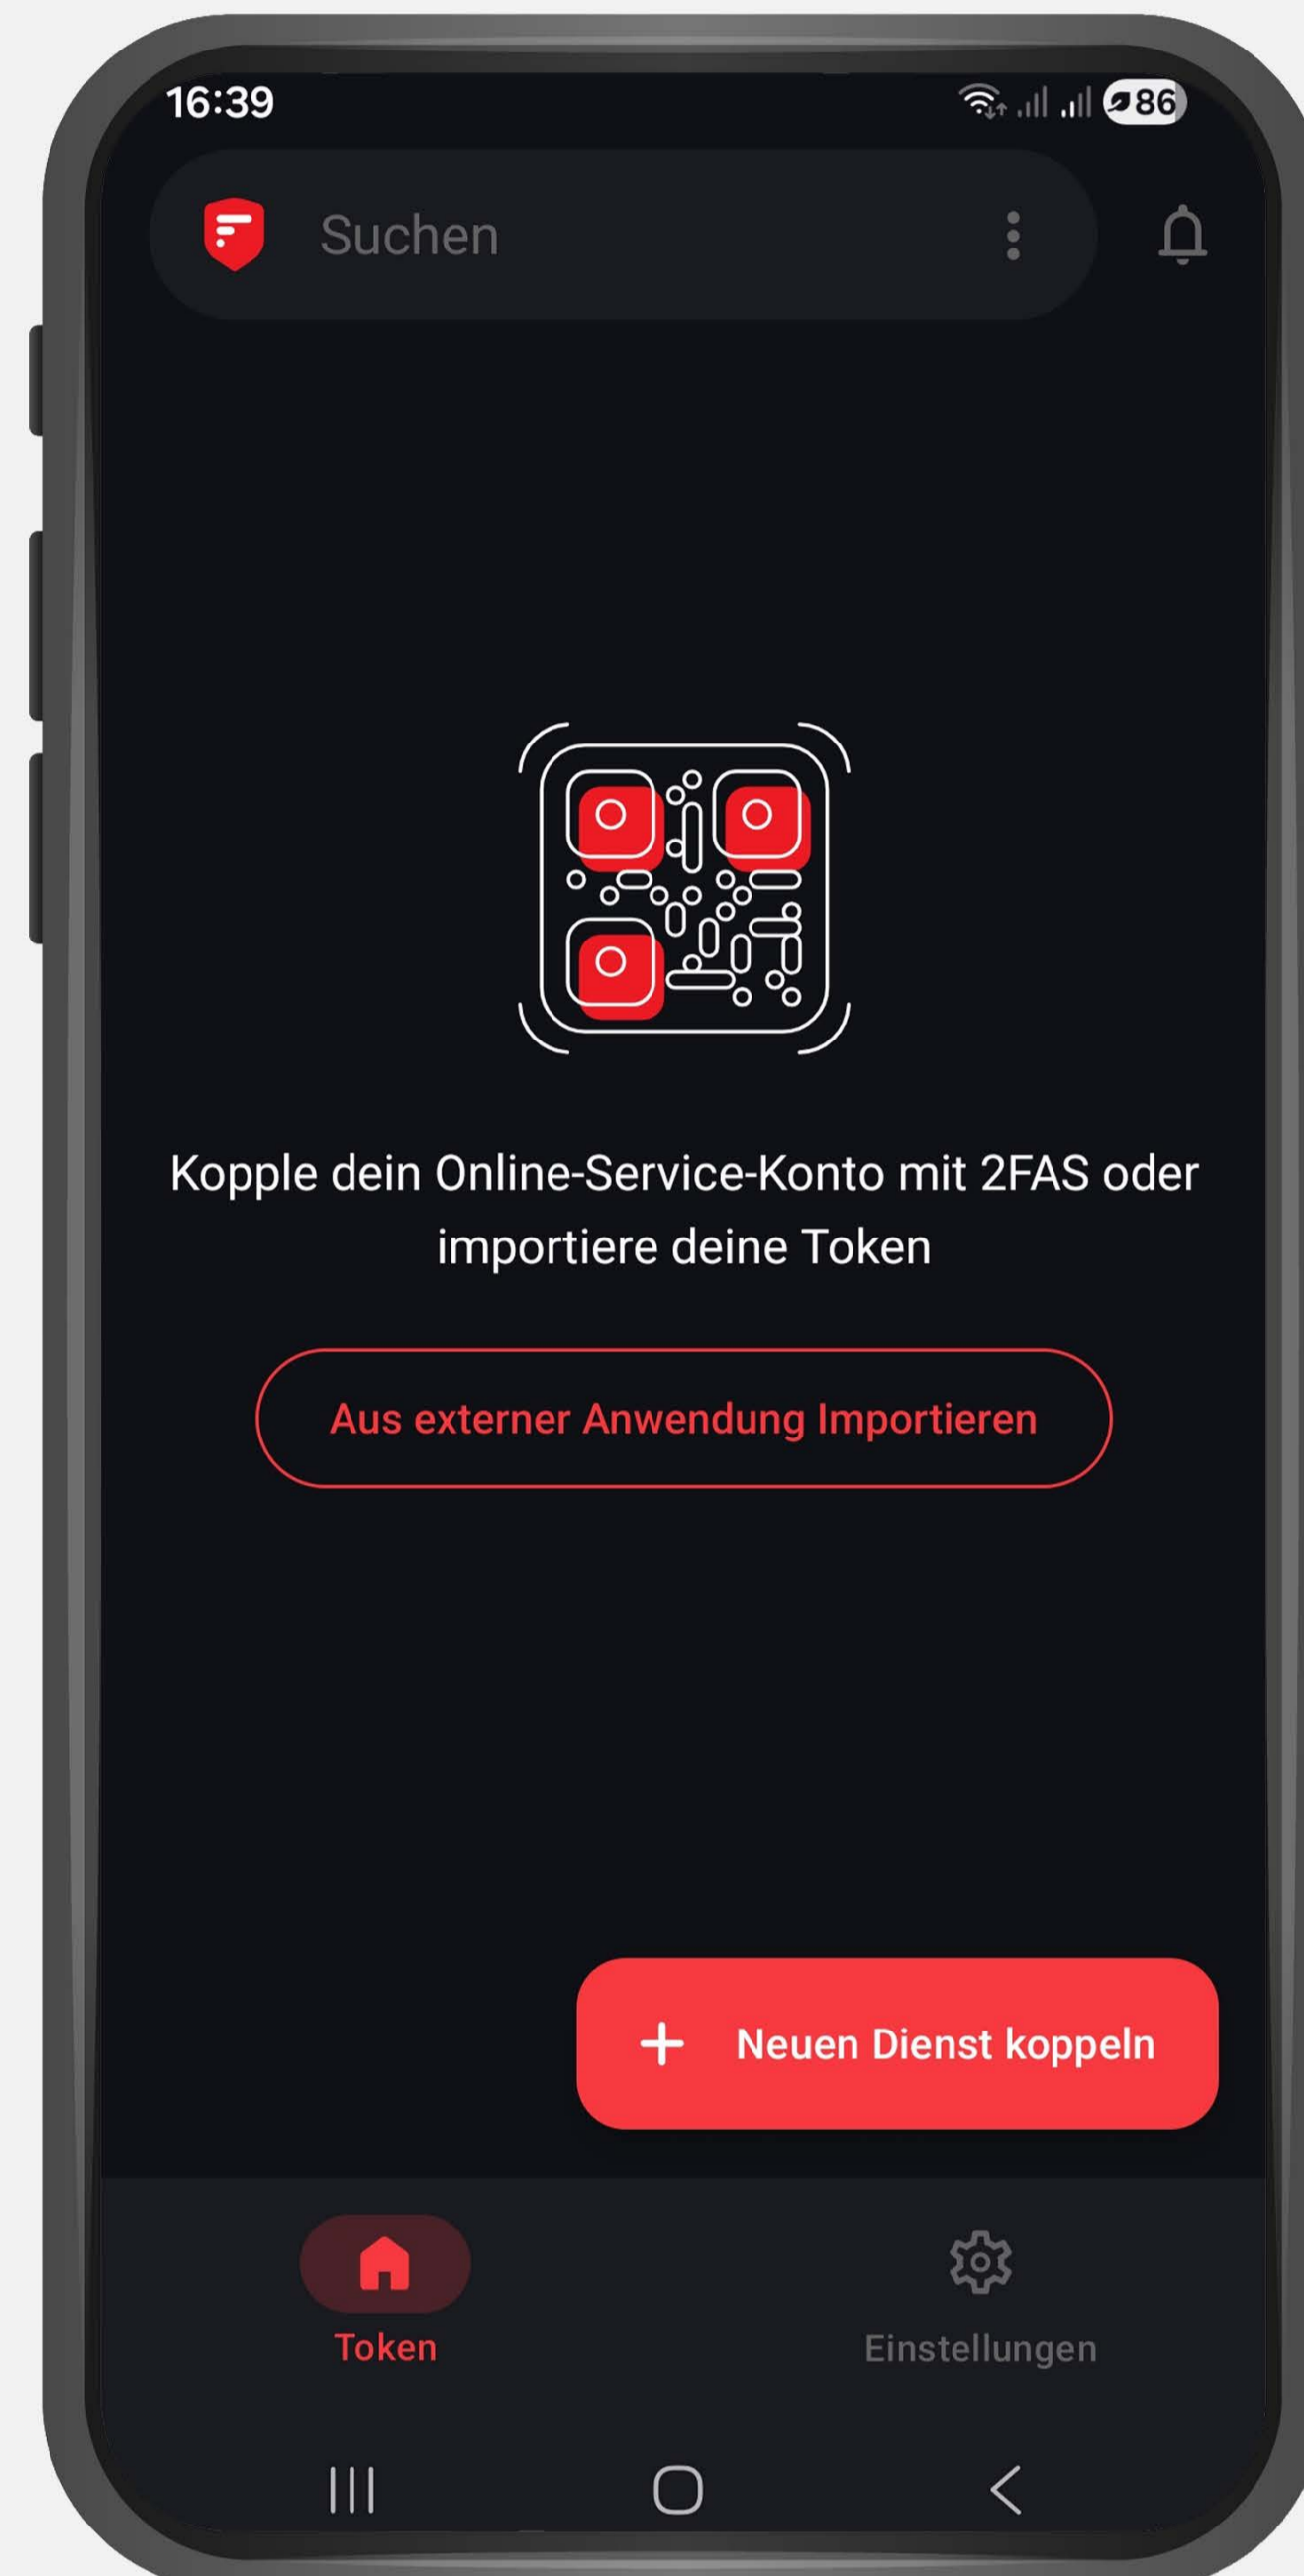 16:39
86
Suchen
Kopple dein Online-Service-Konto mit 2FAS oder
importiere deine Token
Aus externer Anwendung Importieren
+ Neuen Dienst koppeln
Token
Einstellungen